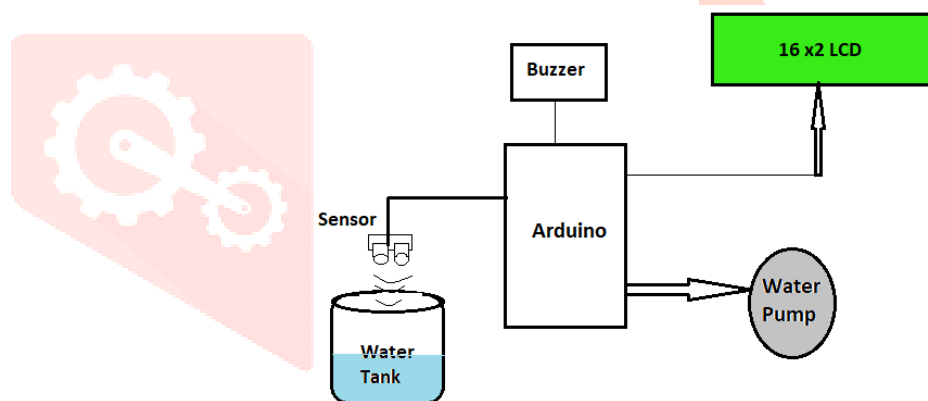 16 x2 LCD
Buzzer
Sensor
Arduino
Water
Pump
Water
Tank